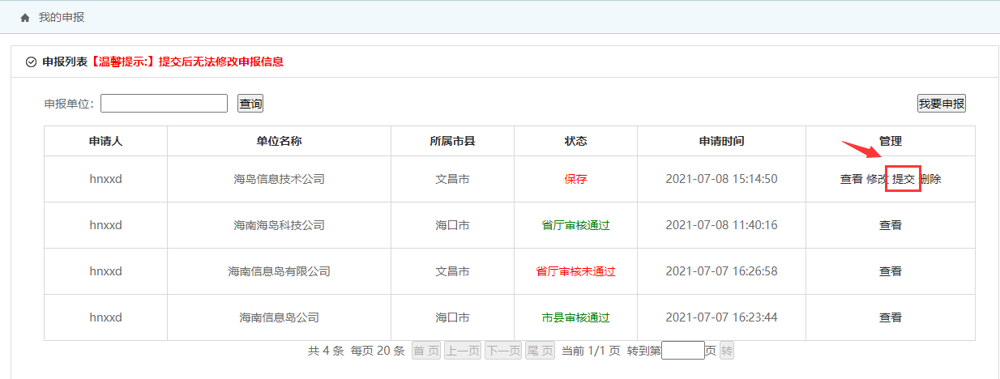 我的申报
申报列表【温馨提示:】提交后无法修改申报信息
申报单位： 查询 我要申报
申请人 单位名称 所属市县 状态 申请时间 管理
hnxxd 海岛信息技术公司 文昌市 保存 2021-07-08 15:14:50 查看 修改 提交 删除
hnxxd 海南海岛科技公司 海口市 省厅审核通过 2021-07-08 11:40:16 查看
hnxxd 海南信息岛有限公司 文昌市 省厅审核未通过 2021-07-07 16:26:58 查看
hnxxd 海南信息岛公司 海口市 市县审核通过 2021-07-07 16:23:44 查看
共 4 条 每页 20 条 首 页 上一页 下一页 尾 页 当前 1/1 页 转到第 页 转